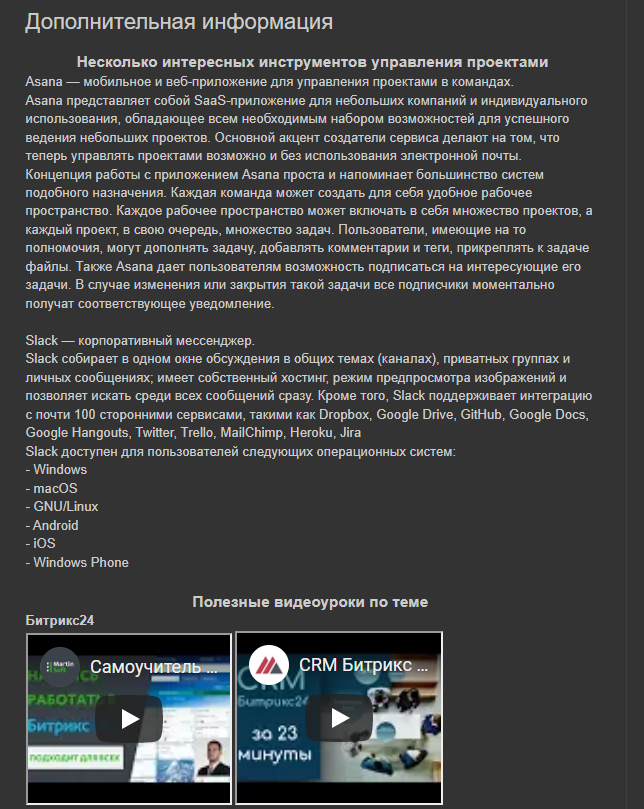 Дополнительная информация
Несколько интересных инструментов управления проектами
Asana — мобильное и веб-приложение для управления проектами в командах.
Asana представляет собой SaaS-приложение для небольших компаний и индивидуального
использования, обладающее всем необходимым набором возможностей для успешного
ведения небольших проектов. Основной акцент создатели сервиса делают на том, что
теперь управлять проектами возможно и без использования электронной почты.
Концепция работы с приложением Asana проста и напоминает большинство систем
подобного назначения. Каждая команда может создать для себя удобное рабочее
пространство. Каждое рабочее пространство может включать в себя множество проектов, а
каждый проект, в свою очередь, множество задач. Пользователи, имеющие на то
полномочия, могут дополнять задачу, добавлять комментарии и теги, прикреплять к задаче
файлы. Также Asana дает пользователям возможность подписаться на интересующие его
задачи. В случае изменения или закрытия такой задачи все подписчики моментально
получат соответствующее уведомление.
Slack — корпоративный мессенджер.
Slack собирает в одном окне обсуждения в общих темах (каналах), приватных группах и
личных сообщениях; имеет собственный хостинг, режим предпросмотра изображений и
позволяет искать среди всех сообщений сразу. Кроме того, Slack поддерживает интеграцию
с почти 100 сторонними сервисами, такими как Dropbox, Google Drive, GitHub, Google Docs,
Google Hangouts, Twitter, Trello, MailChimp, Heroku, Jira
Slack доступен для пользователей следующих операционных систем:
- Windows
- macOS
- GNU/Linux
- Android
- iOS
- Windows Phone
Полезные видеоуроки по теме
Битрикс24
Martin
Soft
Самоучитель ...
РАБОТАТЬ
Битрикс
ПОДХОДИТ ДЛЯ ВСЕХ
CRM Битрикс ...
CRM
Битрикс24
за 23
минуты